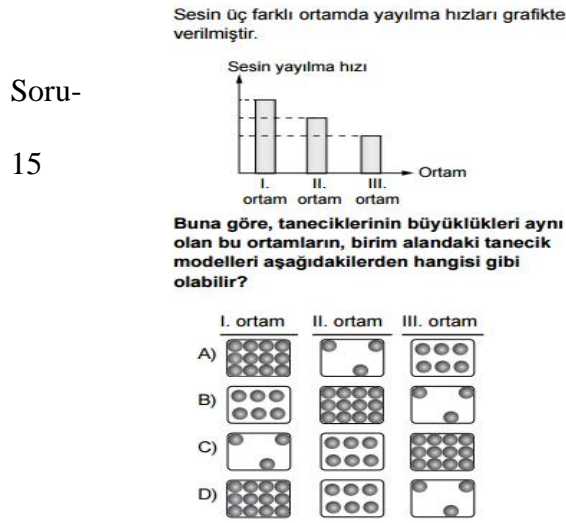 Soru-
15
Sesin üç farklı ortamda yayılma hızları grafikte
verilmiştir.
Sesin yayılma hızı
Ortam
I. II. III.
ortam ortam ortam
Buna göre, taneciklerinin büyüklükleri aynı
olan bu ortamların, birim alandaki tanecik
modelleri aşağıdakilerden hangisi gibi
olabilir?
I. ortam II. ortam III. ortam
A)
B)
C)
D)